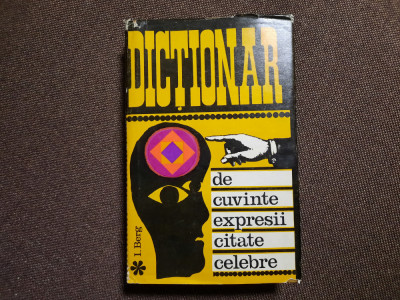 DICȚIONAR
de
cuvinte
expresii
citate
celebre
I. Berg